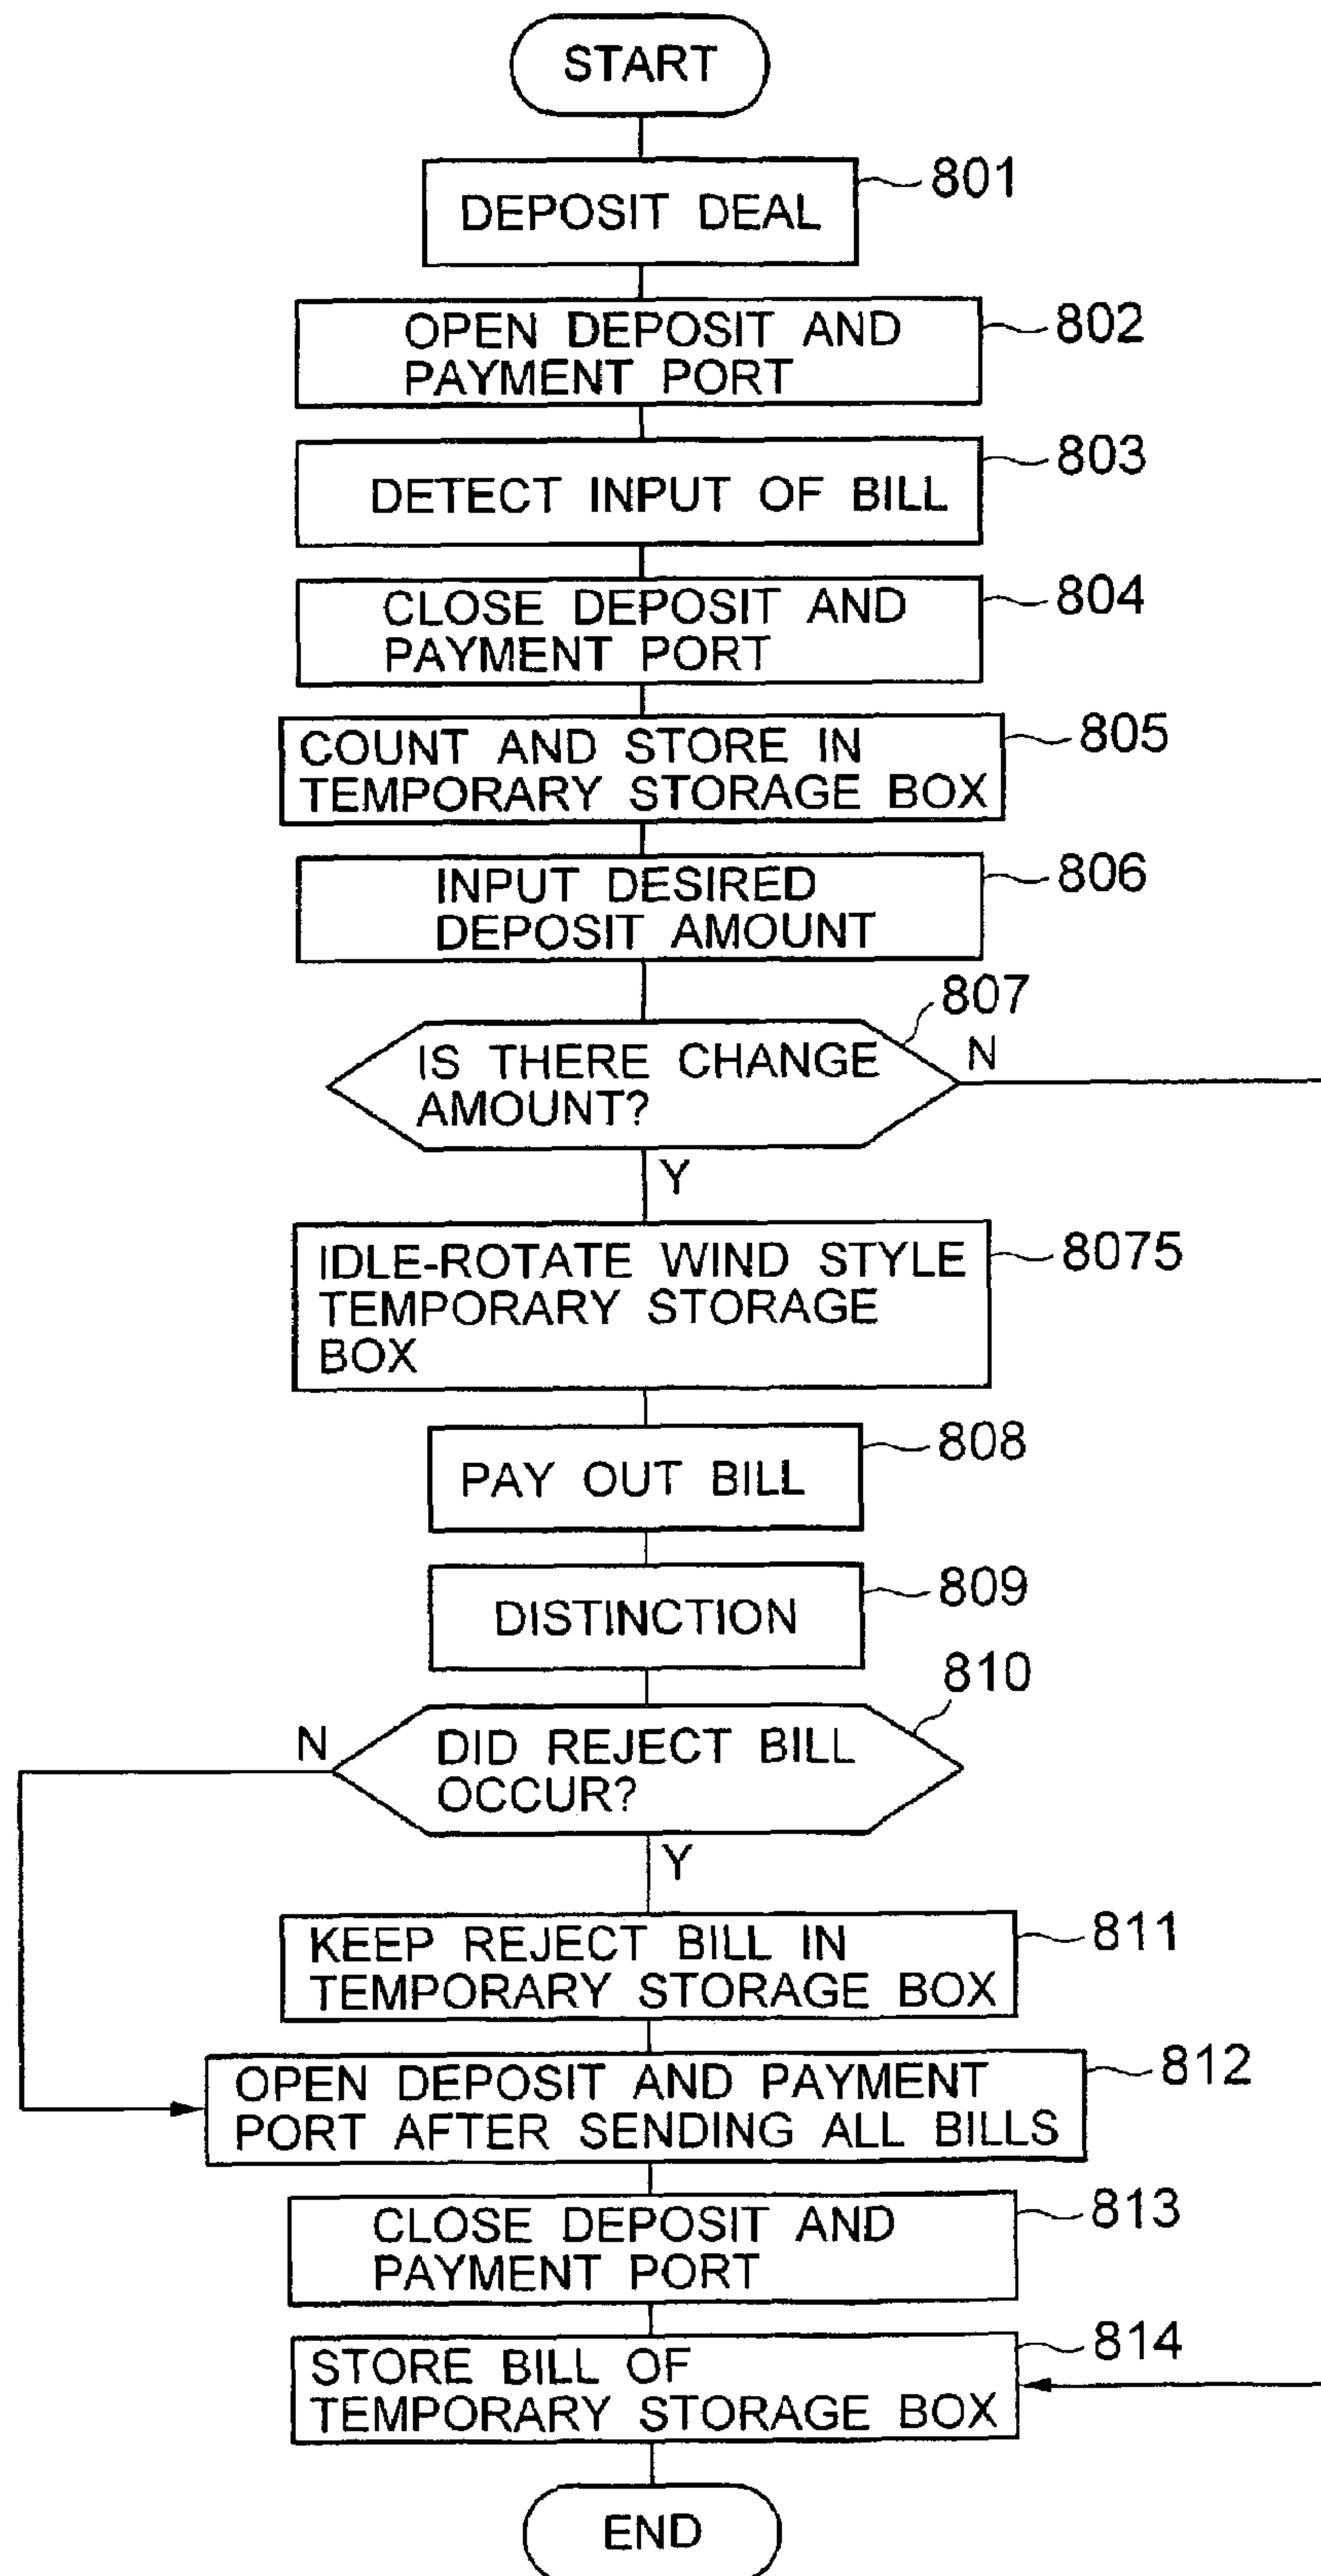 START
801
DEPOSIT DEAL
802
OPEN DEPOSIT AND
PAYMENT PORT
803
DETECT INPUT OF BILL
804
CLOSE DEPOSIT AND
PAYMENT PORT
805
COUNT AND STORE IN
TEMPORARY STORAGE BOX
806
INPUT DESIRED
DEPOSIT AMOUNT
807
IS THERE CHANGE
AMOUNT?
N
Y
8075
IDLE-ROTATE WIND STYLE
TEMPORARY STORAGE
BOX
808
PAY OUT BILL
809
DISTINCTION
810
N
DID REJECT BILL
OCCUR?
Y
811
KEEP REJECT BILL IN
TEMPORARY STORAGE BOX
812
OPEN DEPOSIT AND PAYMENT
PORT AFTER SENDING ALL BILLS
813
CLOSE DEPOSIT AND
PAYMENT PORT
814
STORE BILL OF
TEMPORARY STORAGE BOX
END